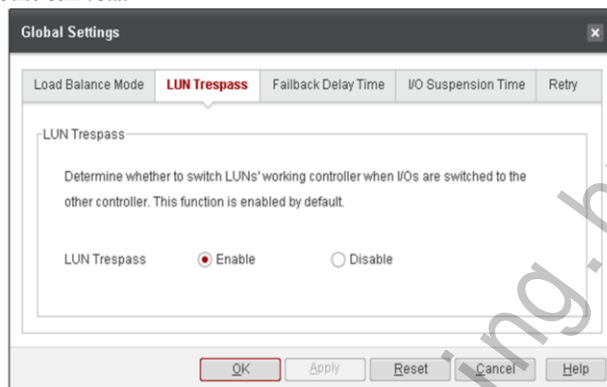 Global Settings
Load Balance Mode LUN Trespass Failback Delay Time I/O Suspension Time Retry
LUN Trespass
Determine whether to switch LUNs' working controller when I/Os are switched to the
other controller. This function is enabled by default.
LUN Trespass Enable Disable
OK Apply Reset Cancel Help